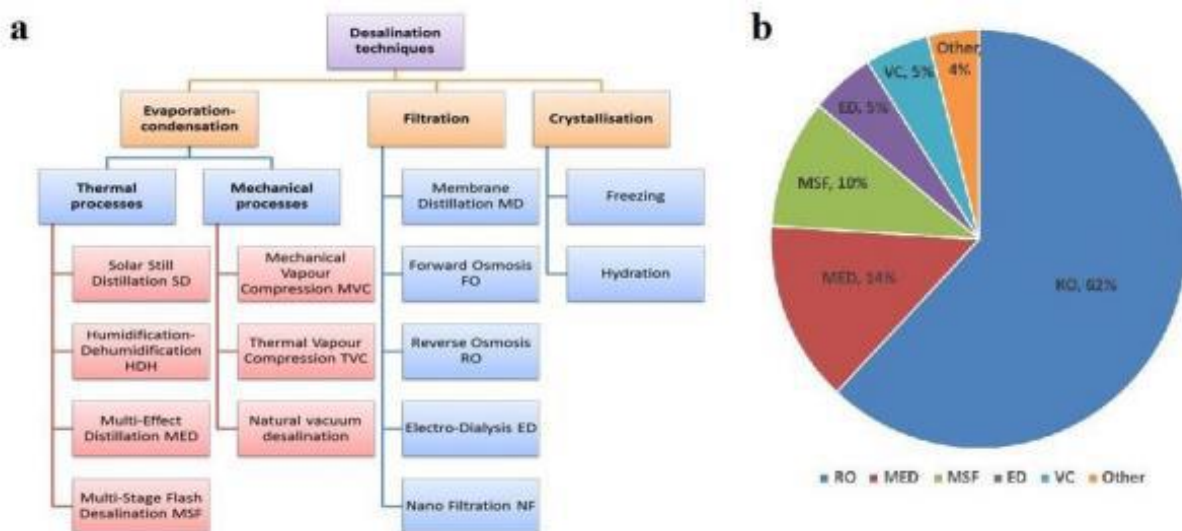 a
Desalination
techniques
Evaporation-
condensation
Filtration
Crystallisation
Thermal
processes
Mechanical
processes
Membrane
Distillation MD
Freezing
Solar Still
Distillation SD
Mechanical
Vapour
Compression MVC
Forward Osmosis
FO
Hydration
Humidification-
Dehumidification
HDH
Thermal Vapour
Compression TVC
Reverse Osmosis
RO
Multi-Effect
Distillation MED
Natural vacuum
desalination
Electro-Dialysis ED
Multi-Stage Flash
Desalination MSF
Nano Filtration NF
b
Other,
4%
VC, 5%
ED, 5%
MSF, 10%
MED, 14%
RO, 62%
RO MED MSF ED VC Other